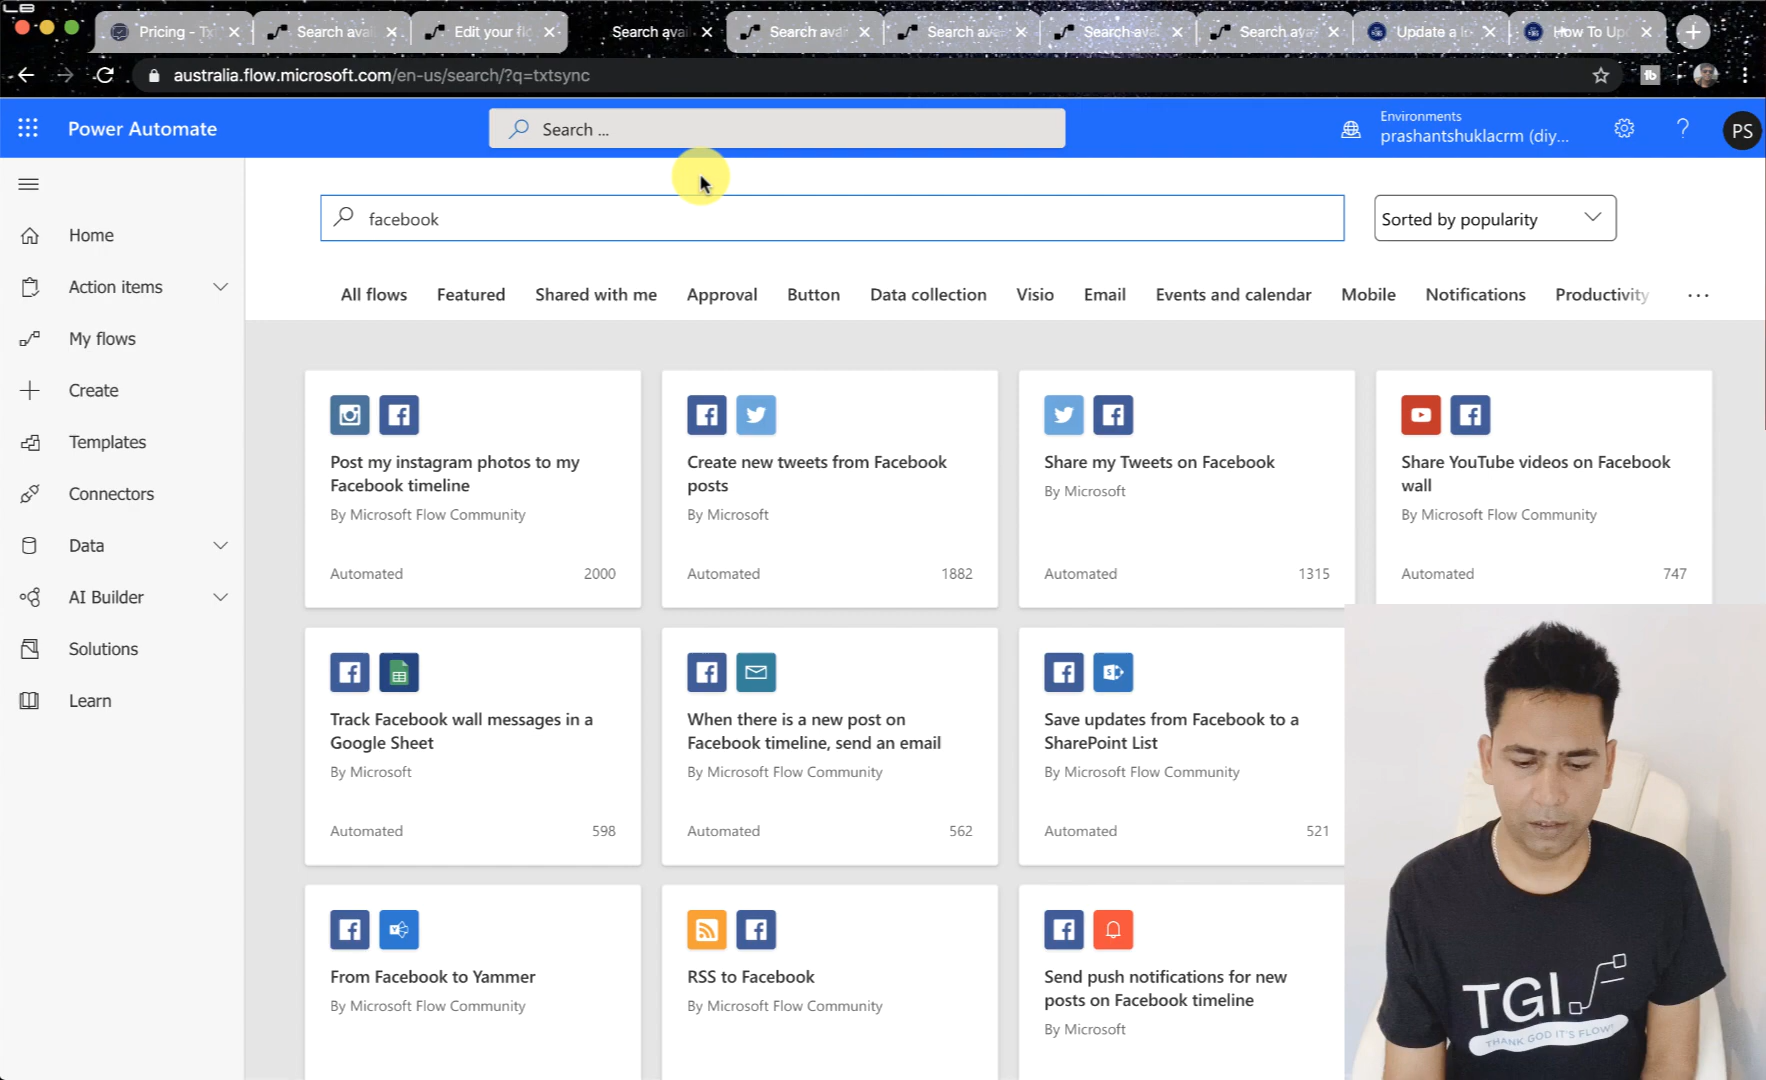 Pricing - Tx
Search avai
Edit your flo
Search avai
Search avai
Search ava
Search ava
Search ava
Update a
How To Up
australia.flow.microsoft.com/en-us/search/?q=txtsync
Power Automate
Search ...
Environments
prashantshuklacrm (diy...
PS
facebook
Sorted by popularity
Home
Action items
My flows
Create
Templates
Connectors
Data
AI Builder
Solutions
Learn
All flows
Featured
Shared with me
Approval
Button
Data collection
Visio
Email
Events and calendar
Mobile
Notifications
Productivity
...
Post my instagram photos to my
Facebook timeline
By Microsoft Flow Community
Automated
2000
Create new tweets from Facebook
posts
By Microsoft
Automated
1882
Share my Tweets on Facebook
By Microsoft
Automated
1315
Share YouTube videos on Facebook
wall
By Microsoft Flow Community
Automated
747
Track Facebook wall messages in a
Google Sheet
By Microsoft
Automated
598
When there is a new post on
Facebook timeline, send an email
By Microsoft Flow Community
Automated
562
Save updates from Facebook to a
SharePoint List
By Microsoft Flow Community
Automated
521
From Facebook to Yammer
By Microsoft Flow Community
RSS to Facebook
By Microsoft Flow Community
Send push notifications for new
posts on Facebook timeline
By Microsoft
TGI
THANK GOD IT'S FLOW!